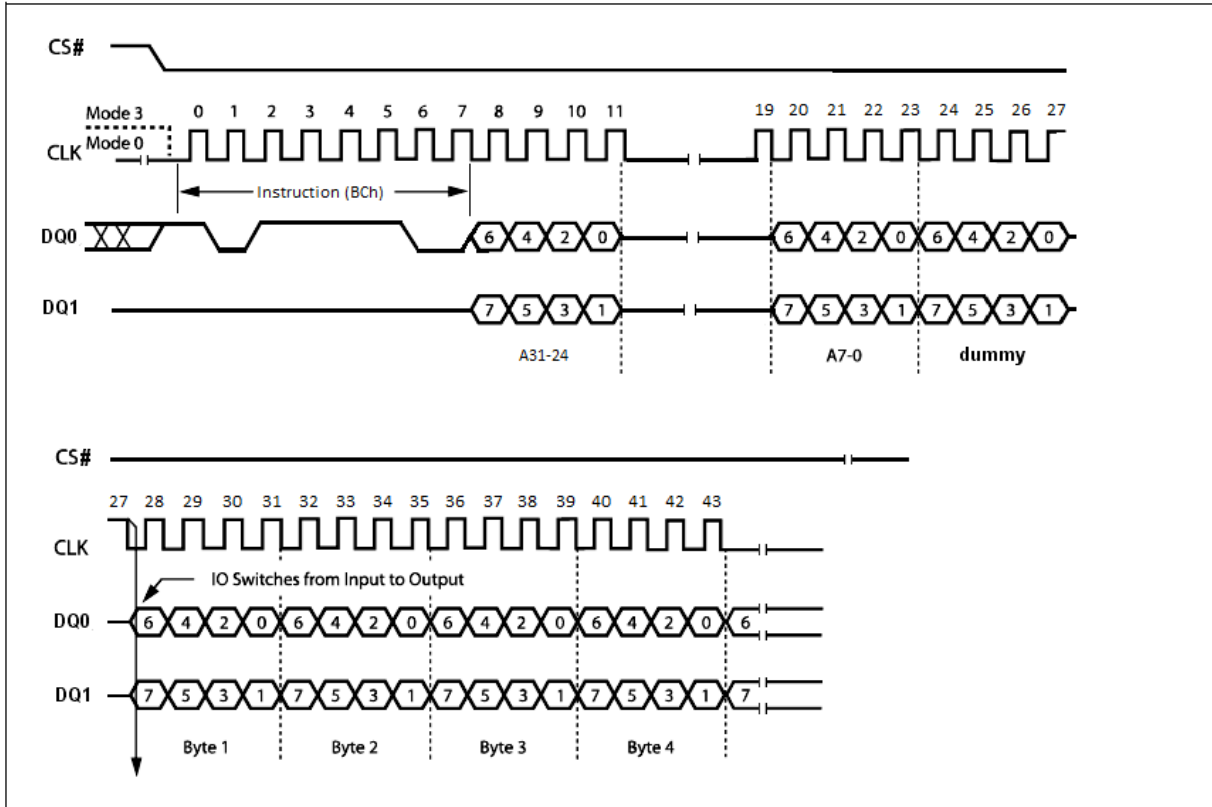 CS#
Mode 3
0 1 2 3 4 5 6 7 8 9 10 11 19 20 21 22 23 24 25 26 27
CLK Mode 0
Instruction (BCh)
DQ0 6 4 2 0 6 4 2 0 6 4 2 0
DQ1 7 5 3 1 7 5 3 1 7 5 3 1
A31-24 A7-0 dummy
CS#
27 28 29 30 31 32 33 34 35 36 37 38 39 40 41 42 43
CLK
IO Switches from Input to Output
DQ0 6 4 2 0 6 4 2 0 6 4 2 0 6 4 2 0 6
DQ1 7 5 3 1 7 5 3 1 7 5 3 1 7 5 3 1 7
Byte 1 Byte 2 Byte 3 Byte 4